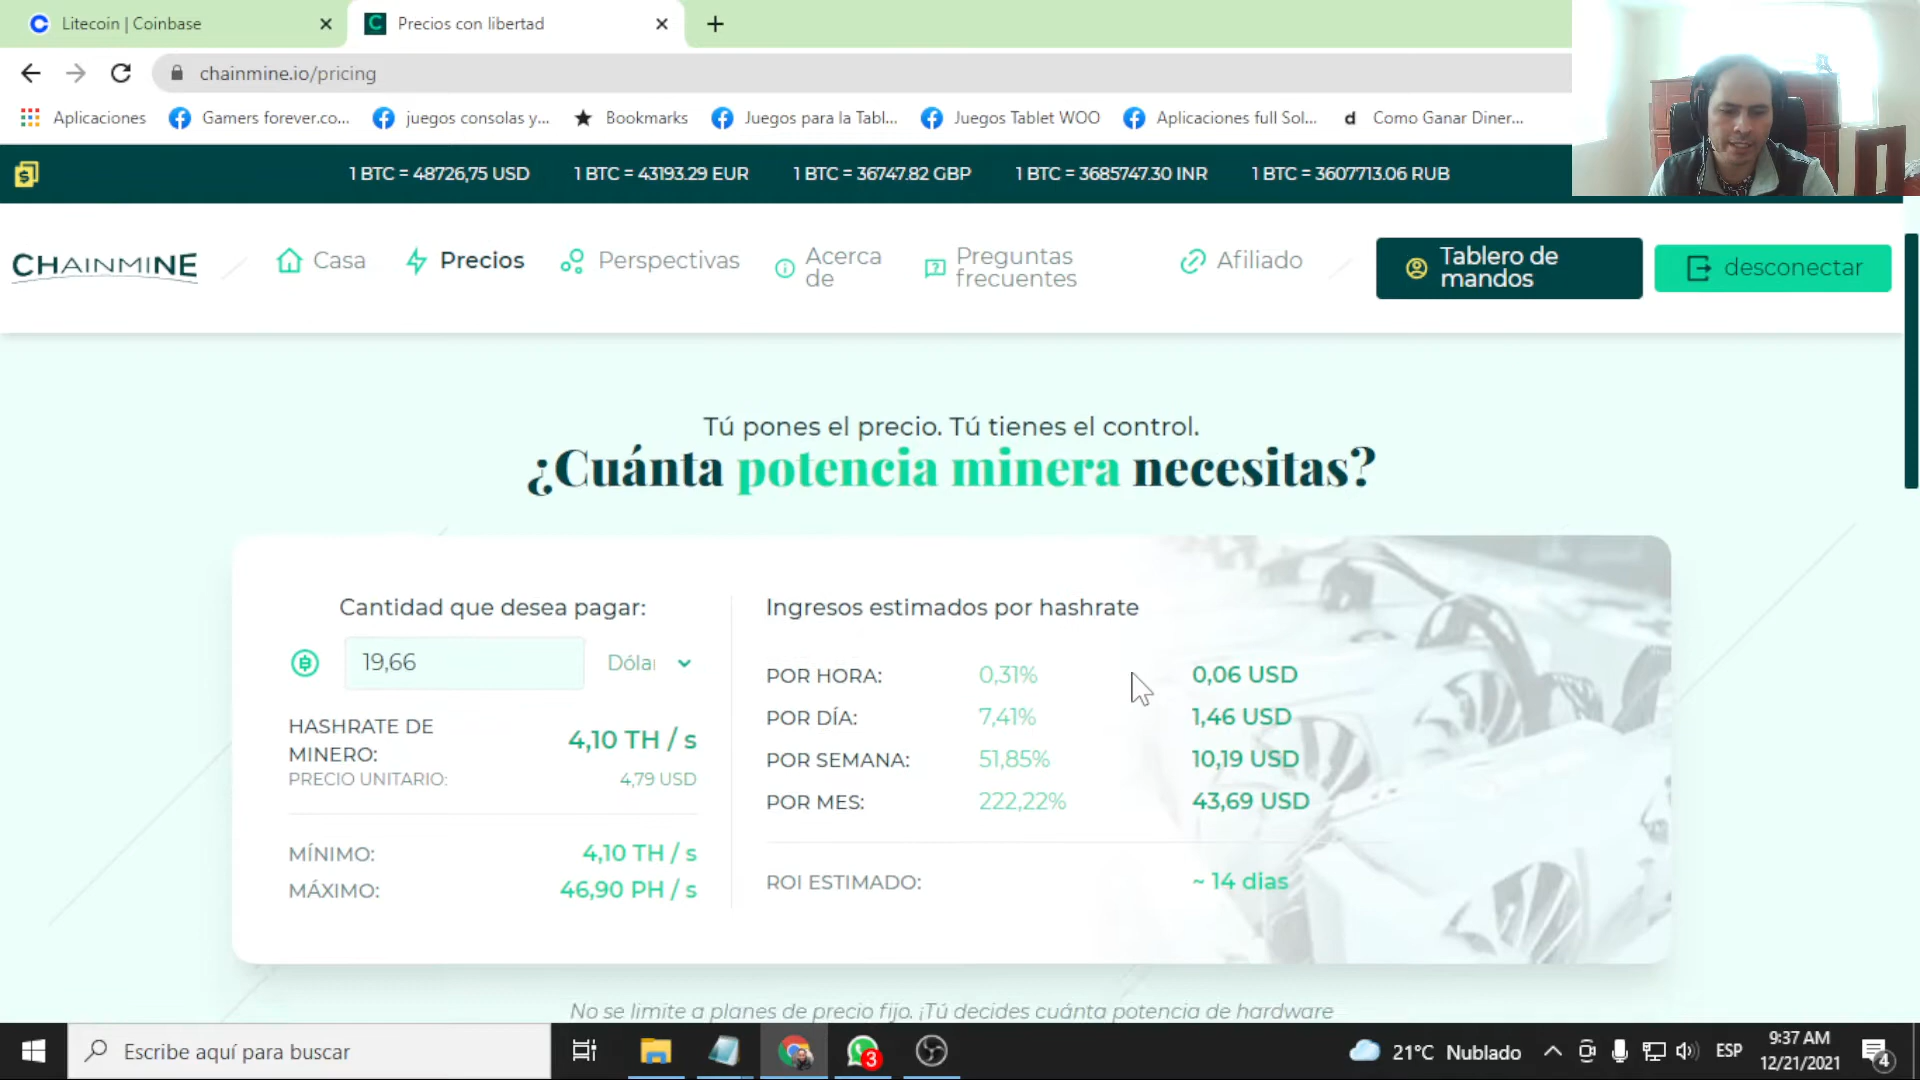 Litecoin | Coinbase
Precios con libertad
chainmine.io/pricing
Aplicaciones
Gamers forever.co...
juegos consolas y...
Bookmarks
Juegos para la Tabl...
Juegos Tablet WOO
Aplicaciones full Sol...
d Como Ganar Diner...
1 BTC = 48726,75 USD
1 BTC = 43193.29 EUR
1 BTC = 36747.82 GBP
1 BTC = 3685747.30 INR
1 BTC = 3607713.06 RUB
CHAINMINE
Casa
Precios
Perspectivas
Acerca
de
Preguntas
frecuentes
Afiliado
Tablero de
mandos
desconectar
Tú pones el precio. Tú tienes el control.
¿Cuánta potencia minera necesitas?
Cantidad que desea pagar:
19,66
Dóla
HASHRATE DE
MINERO:
4,10 TH / s
PRECIO UNITARIO:
4,79 USD
MÍNIMO:
4,10 TH / s
MÁXIMO:
46,90 PH / s
Ingresos estimados por hashrate
POR HORA: 0,31% 0,06 USD
POR DÍA: 7,41% 1,46 USD
POR SEMANA: 51,85% 10,19 USD
POR MES: 222,22% 43,69 USD
ROI ESTIMADO: ~ 14 dias
No se limite a planes de precio fijo. ¡Tú decides cuánta potencia de hardware
Escribe aquí para buscar
3
21°C Nublado
ESP
9:37 AM
12/21/2021
4